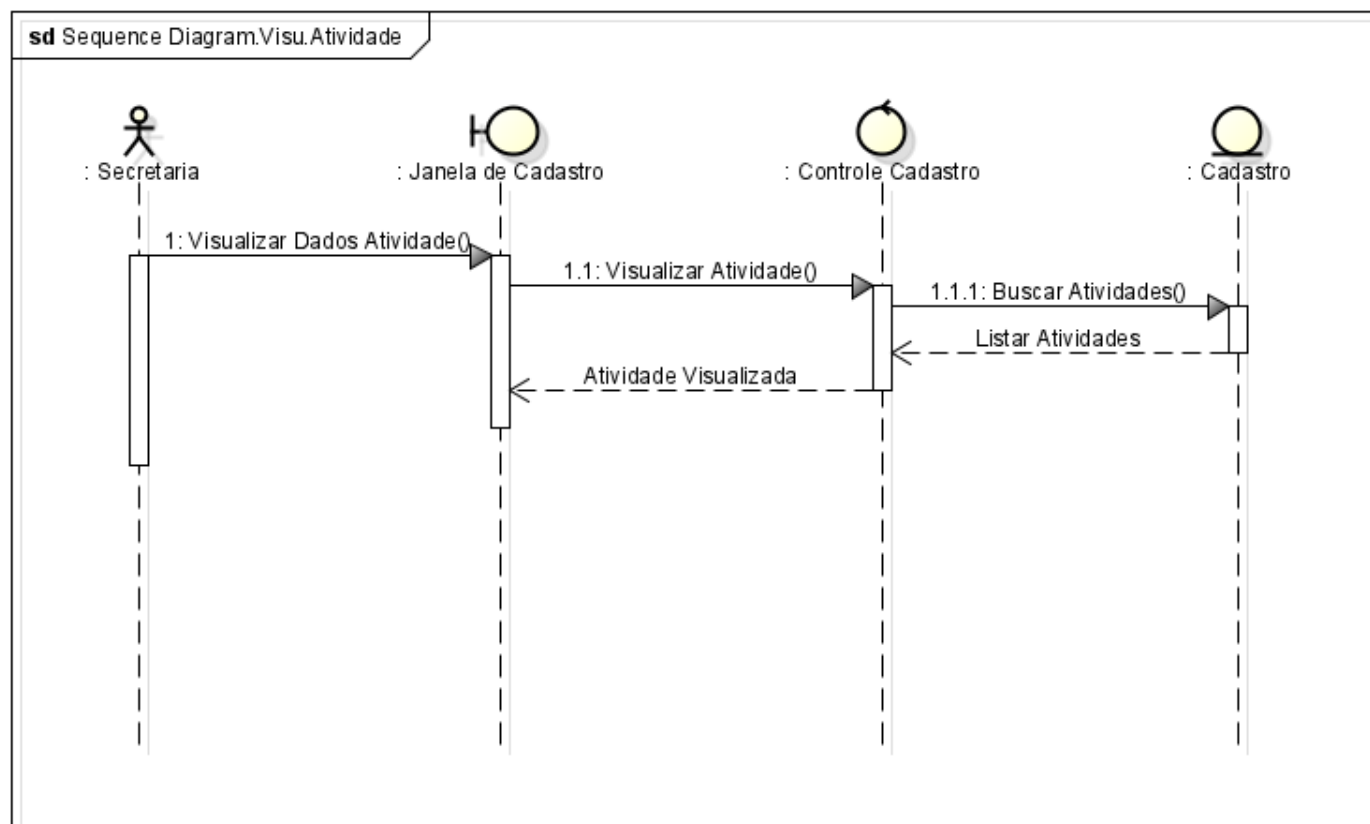 sd Sequence Diagram.Visu.Atividade
: Secretaria
: Janela de Cadastro
: Controle Cadastro
: Cadastro
1: Visualizar Dados Atividade()
1.1: Visualizar Atividade()
1.1.1: Buscar Atividades()
Listar Atividades
Atividade Visualizada